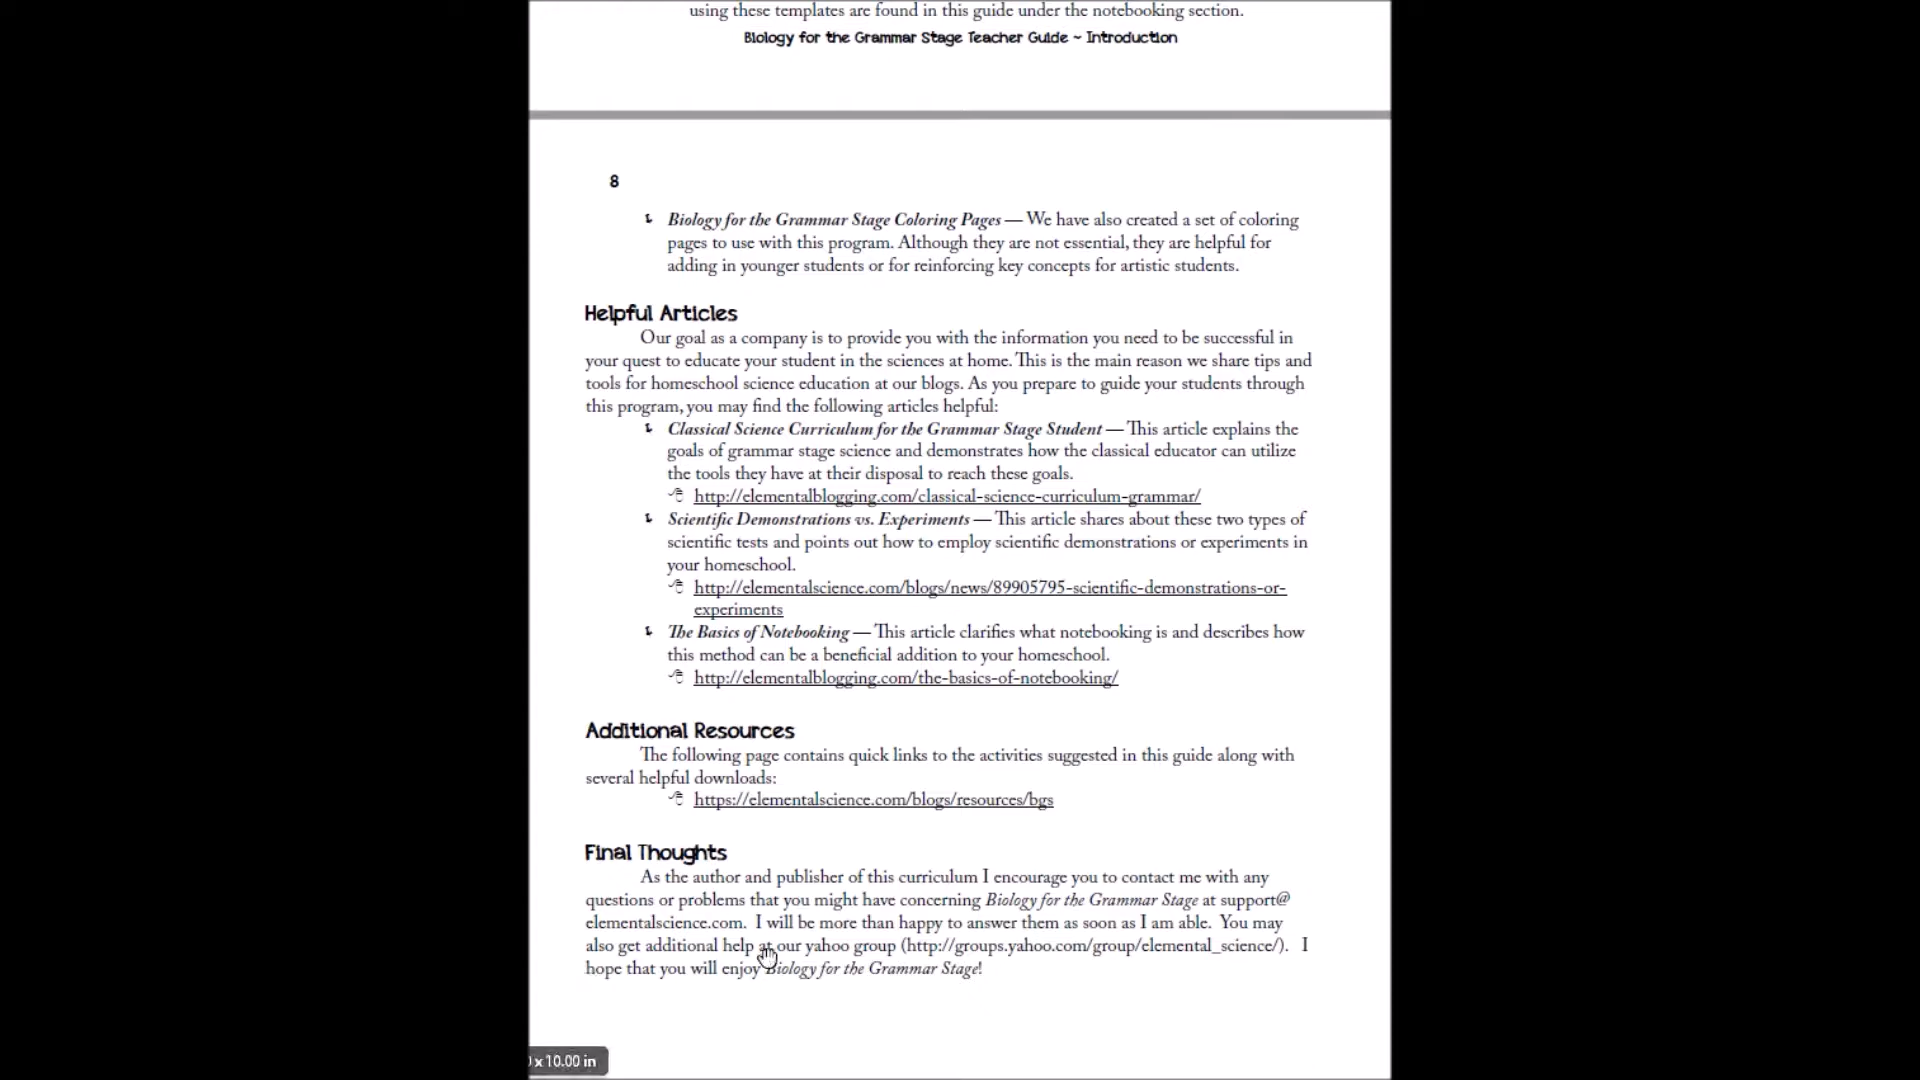 using these templates are found in this guide under the notebooking section.
Biology for the Grammar Stage Teacher Guide ~ Introduction
8
Biology for the Grammar Stage Coloring Pages — We have also created a set of coloring
pages to use with this program. Although they are not essential, they are helpful for
adding in younger students or for reinforcing key concepts for artistic students.
Helpful Articles
Our goal as a company is to provide you with the information you need to be successful in
your quest to educate your student in the sciences at home. This is the main reason we share tips and
tools for homeschool science education at our blogs. As you prepare to guide your students through
this program, you may find the following articles helpful:
Classical Science Curriculum for the Grammar Stage Student — This article explains the
goals of grammar stage science and demonstrates how the classical educator can utilize
the tools they have at their disposal to reach these goals.
http://elementalblogging.com/classical-science-curriculum-grammar/
Scientific Demonstrations vs. Experiments — This article shares about these two types of
scientific tests and points out how to employ scientific demonstrations or experiments in
your homeschool.
http://elementalscience.com/blogs/news/89905795-scientific-demonstrations-or-
experiments
The Basics of Notebooking — This article clarifies what notebooking is and describes how
this method can be a beneficial addition to your homeschool.
http://elementalblogging.com/the-basics-of-notebooking/
Additional Resources
The following page contains quick links to the activities suggested in this guide along with
several helpful downloads:
https://elementalscience.com/blogs/resources/bgs
Final Thoughts
As the author and publisher of this curriculum I encourage you to contact me with any
questions or problems that you might have concerning Biology for the Grammar Stage at support@
elementalscience.com. I will be more than happy to answer them as soon as I am able. You may
also get additional help at our yahoo group (http://groups.yahoo.com/group/elemental_science/). I
hope that you will enjoy Biology for the Grammar Stage!
x 10.00 in